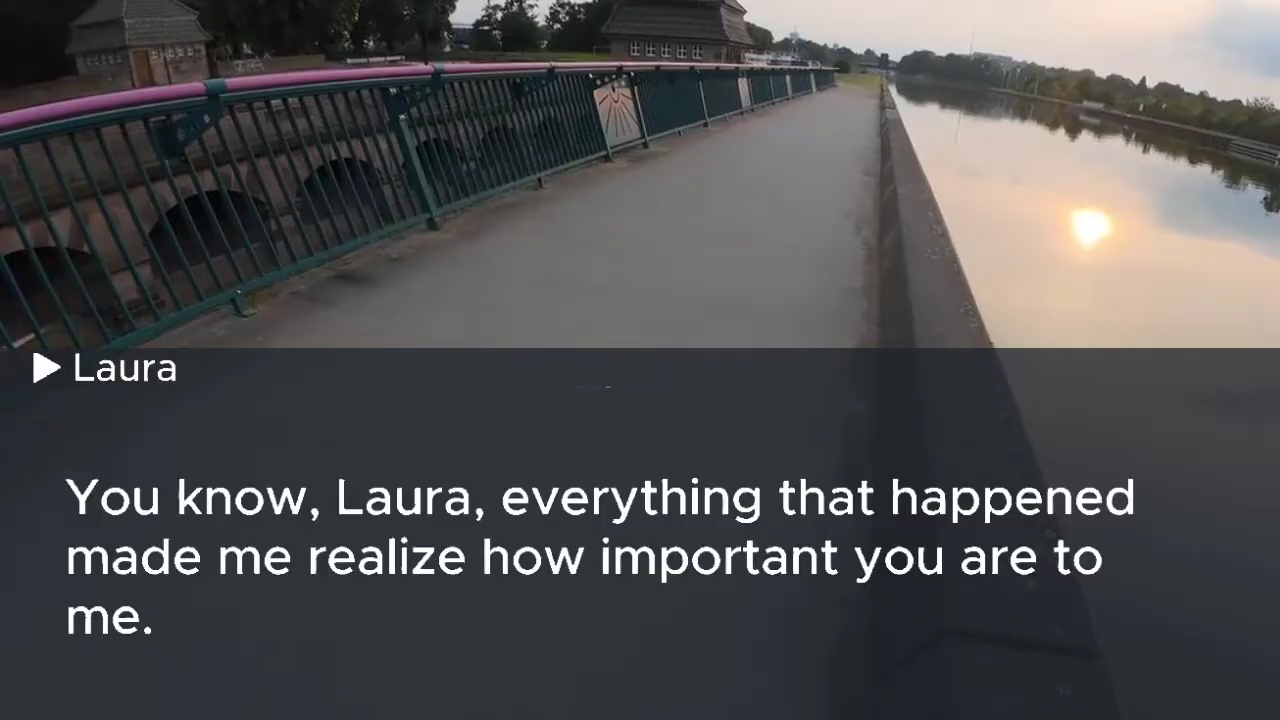 Laura
You know, Laura, everything that happened
made me realize how important you are to
me.